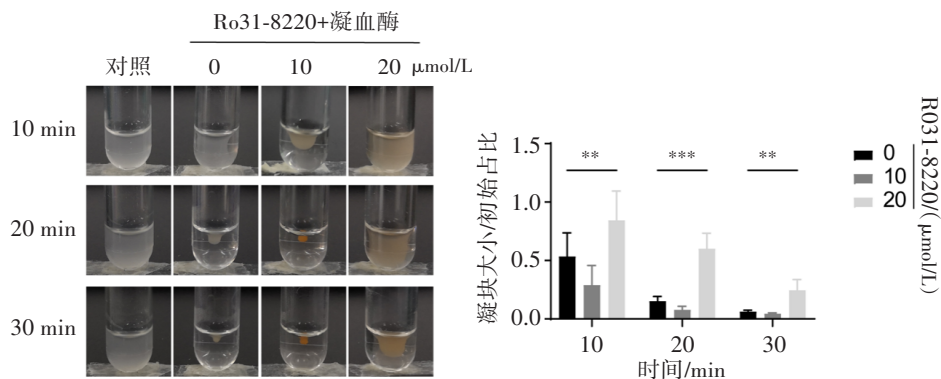 Ro31-8220+凝血酶
对照 0 10 20 μmol/L
10 min
20 min
30 min
凝块大小/初始占比
1.5
1.0
0.5
0.0
** *** **
10 20 30
时间/min
0
10
20
RO31-8220/(μmol/L)